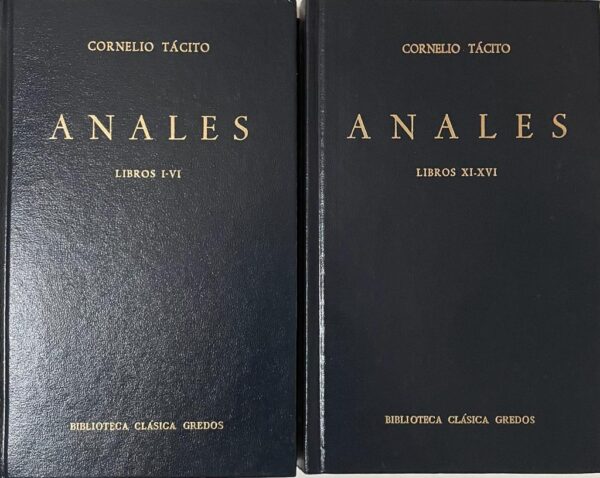 CORNELIO TÁCITO
ANALES
LIBROS I-VI
BIBLIOTECA CLÁSICA GREDOS
CORNELIO TÁCITO
ANALES
LIBROS XI-XVI
BIBLIOTECA CLÁSICA GREDOS